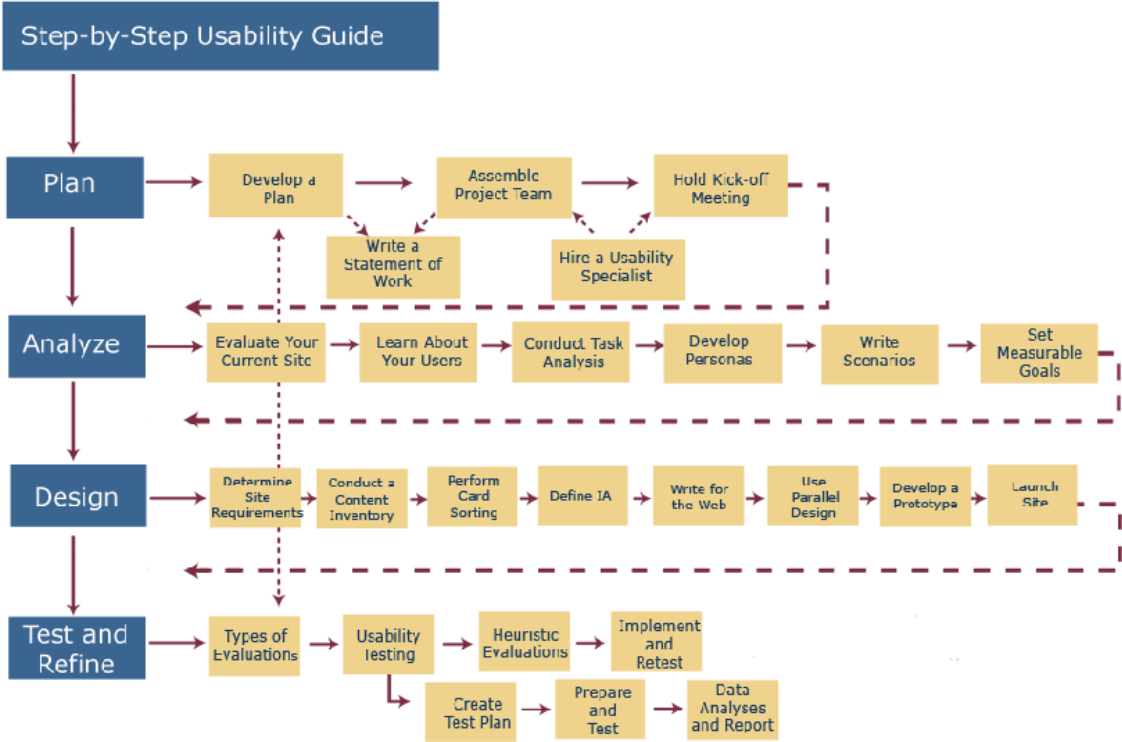 Step-by-Step Usability Guide
Plan
Develop a
Plan
Assemble
Project Team
Hold Kick-off
Meeting
Write a
Statement of
Work
Hire a Usability
Specialist
Analyze
Evaluate Your
Current Site
Learn About
Your Users
Conduct Task
Analysis
Develop
Personas
Write
Scenarios
Set
Measurable
Goals
Design
Determine
Site
Requirements
Conduct a
Content
Inventory
Perform
Card
Sorting
Define IA
Write for
the Web
Use
Parallel
Design
Develop a
Prototype
Launch
Site
Test and
Refine
Types of
Evaluations
Usability
Testing
Heuristic
Evaluations
Implement
and
Retest
Create
Test Plan
Prepare
and
Test
Data
Analyses
and Report